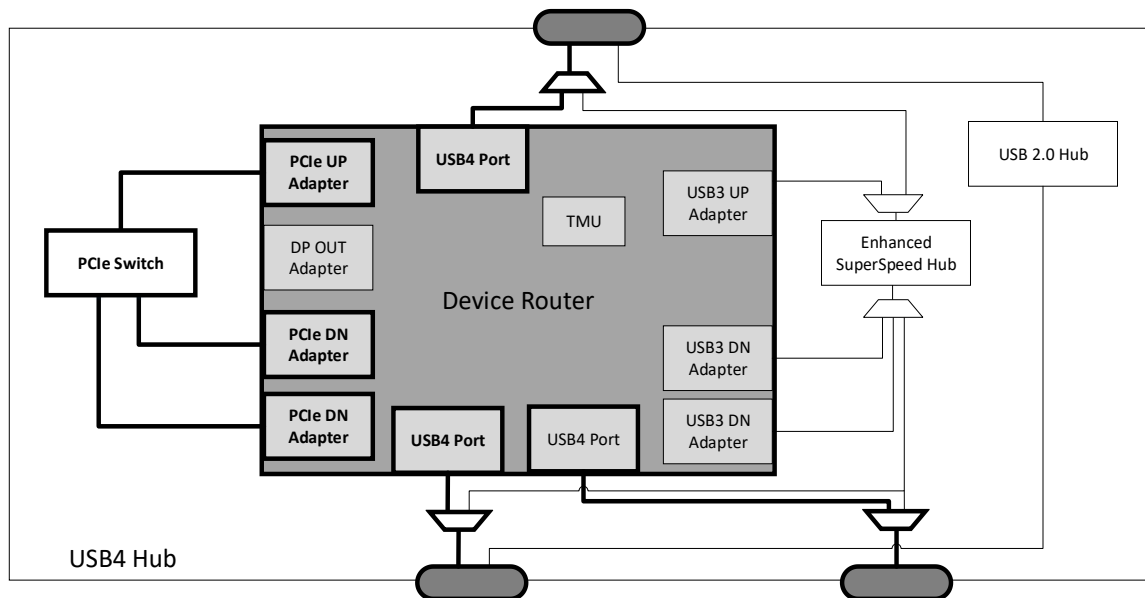 USB4 Port
PCIe UP
Adapter
USB 2.0 Hub
USB3 UP
Adapter
TMU
DP OUT
Adapter
Enhanced
SuperSpeed Hub
PCIe Switch
Device Router
PCIe DN
Adapter
USB3 DN
Adapter
PCIe DN
Adapter
USB4 Port
USB4 Port
USB3 DN
Adapter
USB4 Hub